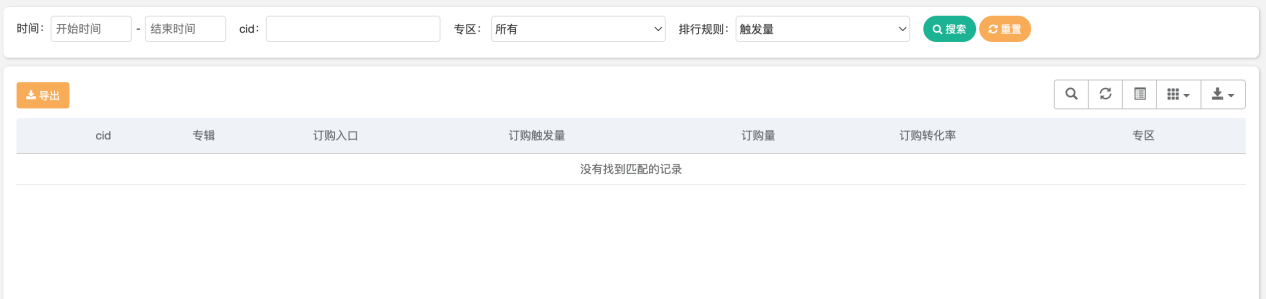 时间： 开始时间 - 结束时间 cid： 专区： 所有 排行规则: 触发量 搜索 重置
导出
cid 专辑 订购入口 订购触发量 订购量 订购转化率 专区
没有找到匹配的记录